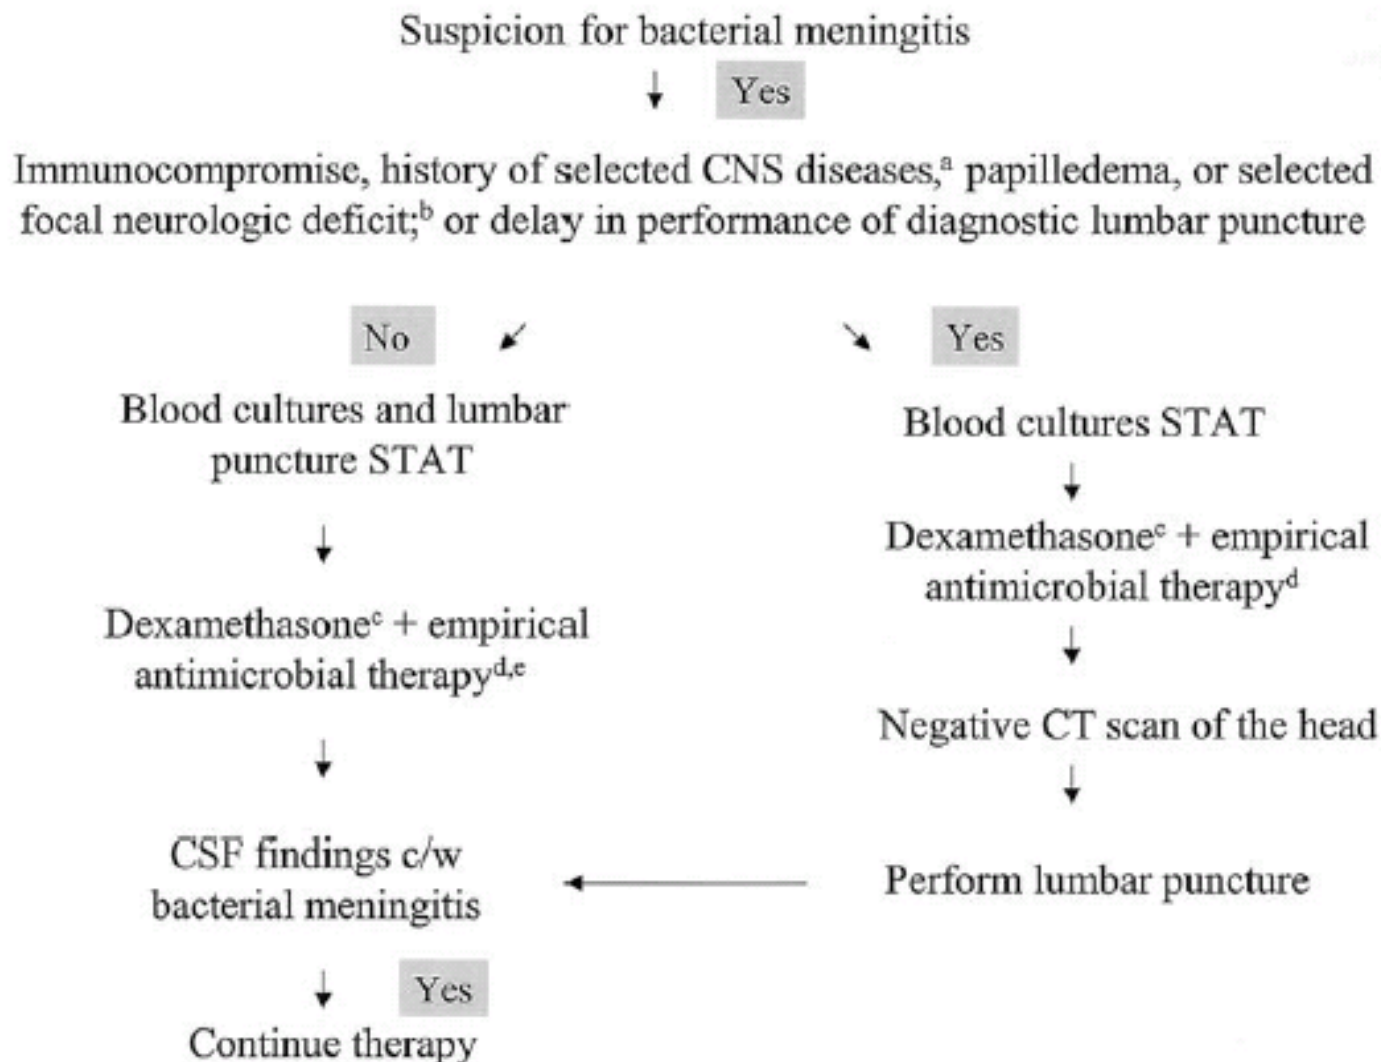 Suspicion for bacterial meningitis
Yes
Immunocompromise, history of selected CNS diseases,ᵃ papilledema, or selected
focal neurologic deficit;ᵇ or delay in performance of diagnostic lumbar puncture
No
Blood cultures and lumbar
puncture STAT
Dexamethasoneᶜ + empirical
antimicrobial therapyᵈ,ᵉ
Yes
Blood cultures STAT
Dexamethasoneᶜ + empirical
antimicrobial therapyᵈ
Negative CT scan of the head
Perform lumbar puncture
CSF findings c/w
bacterial meningitis
Yes
Continue therapy